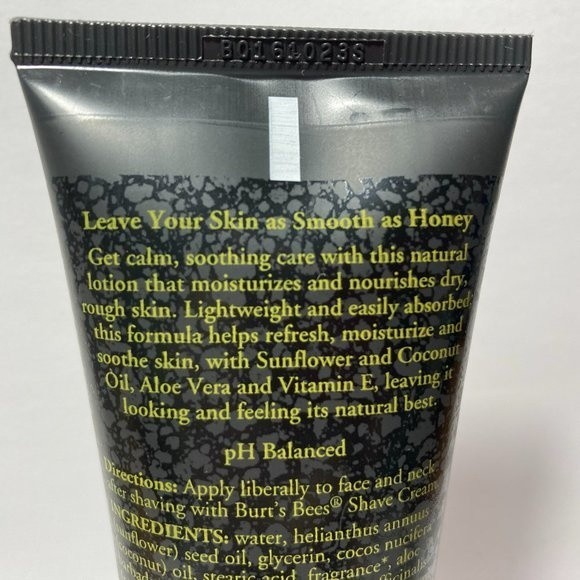 B0161023S
Leave Your Skin as Smooth as Honey
Get calm, soothing care with this natural
lotion that moisturizes and nourishes dry,
rough skin. Lightweight and easily absorbed,
this formula helps refresh, moisturize and
soothe skin, with Sunflower and Coconut
Oil, Aloe Vera and Vitamin E, leaving it
looking and feeling its natural best.
pH Balanced
Directions: Apply liberally to face and neck
after shaving with Burt's Bees® Shave Cream
INGREDIENTS: water, helianthus annuus
(sunflower) seed oil, glycerin, cocos nucifera
(coconut) oil, stearic acid, fragrance*, aloe